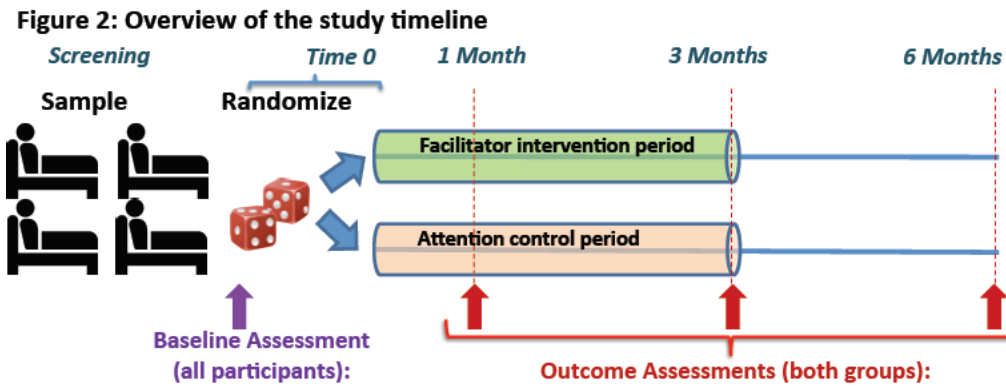 Figure 2: Overview of the study timeline
Screening Time 0 1 Month 3 Months 6 Months
Sample Randomize
Facilitator intervention period
Attention control period
Baseline Assessment
(all participants):
Outcome Assessments (both groups):